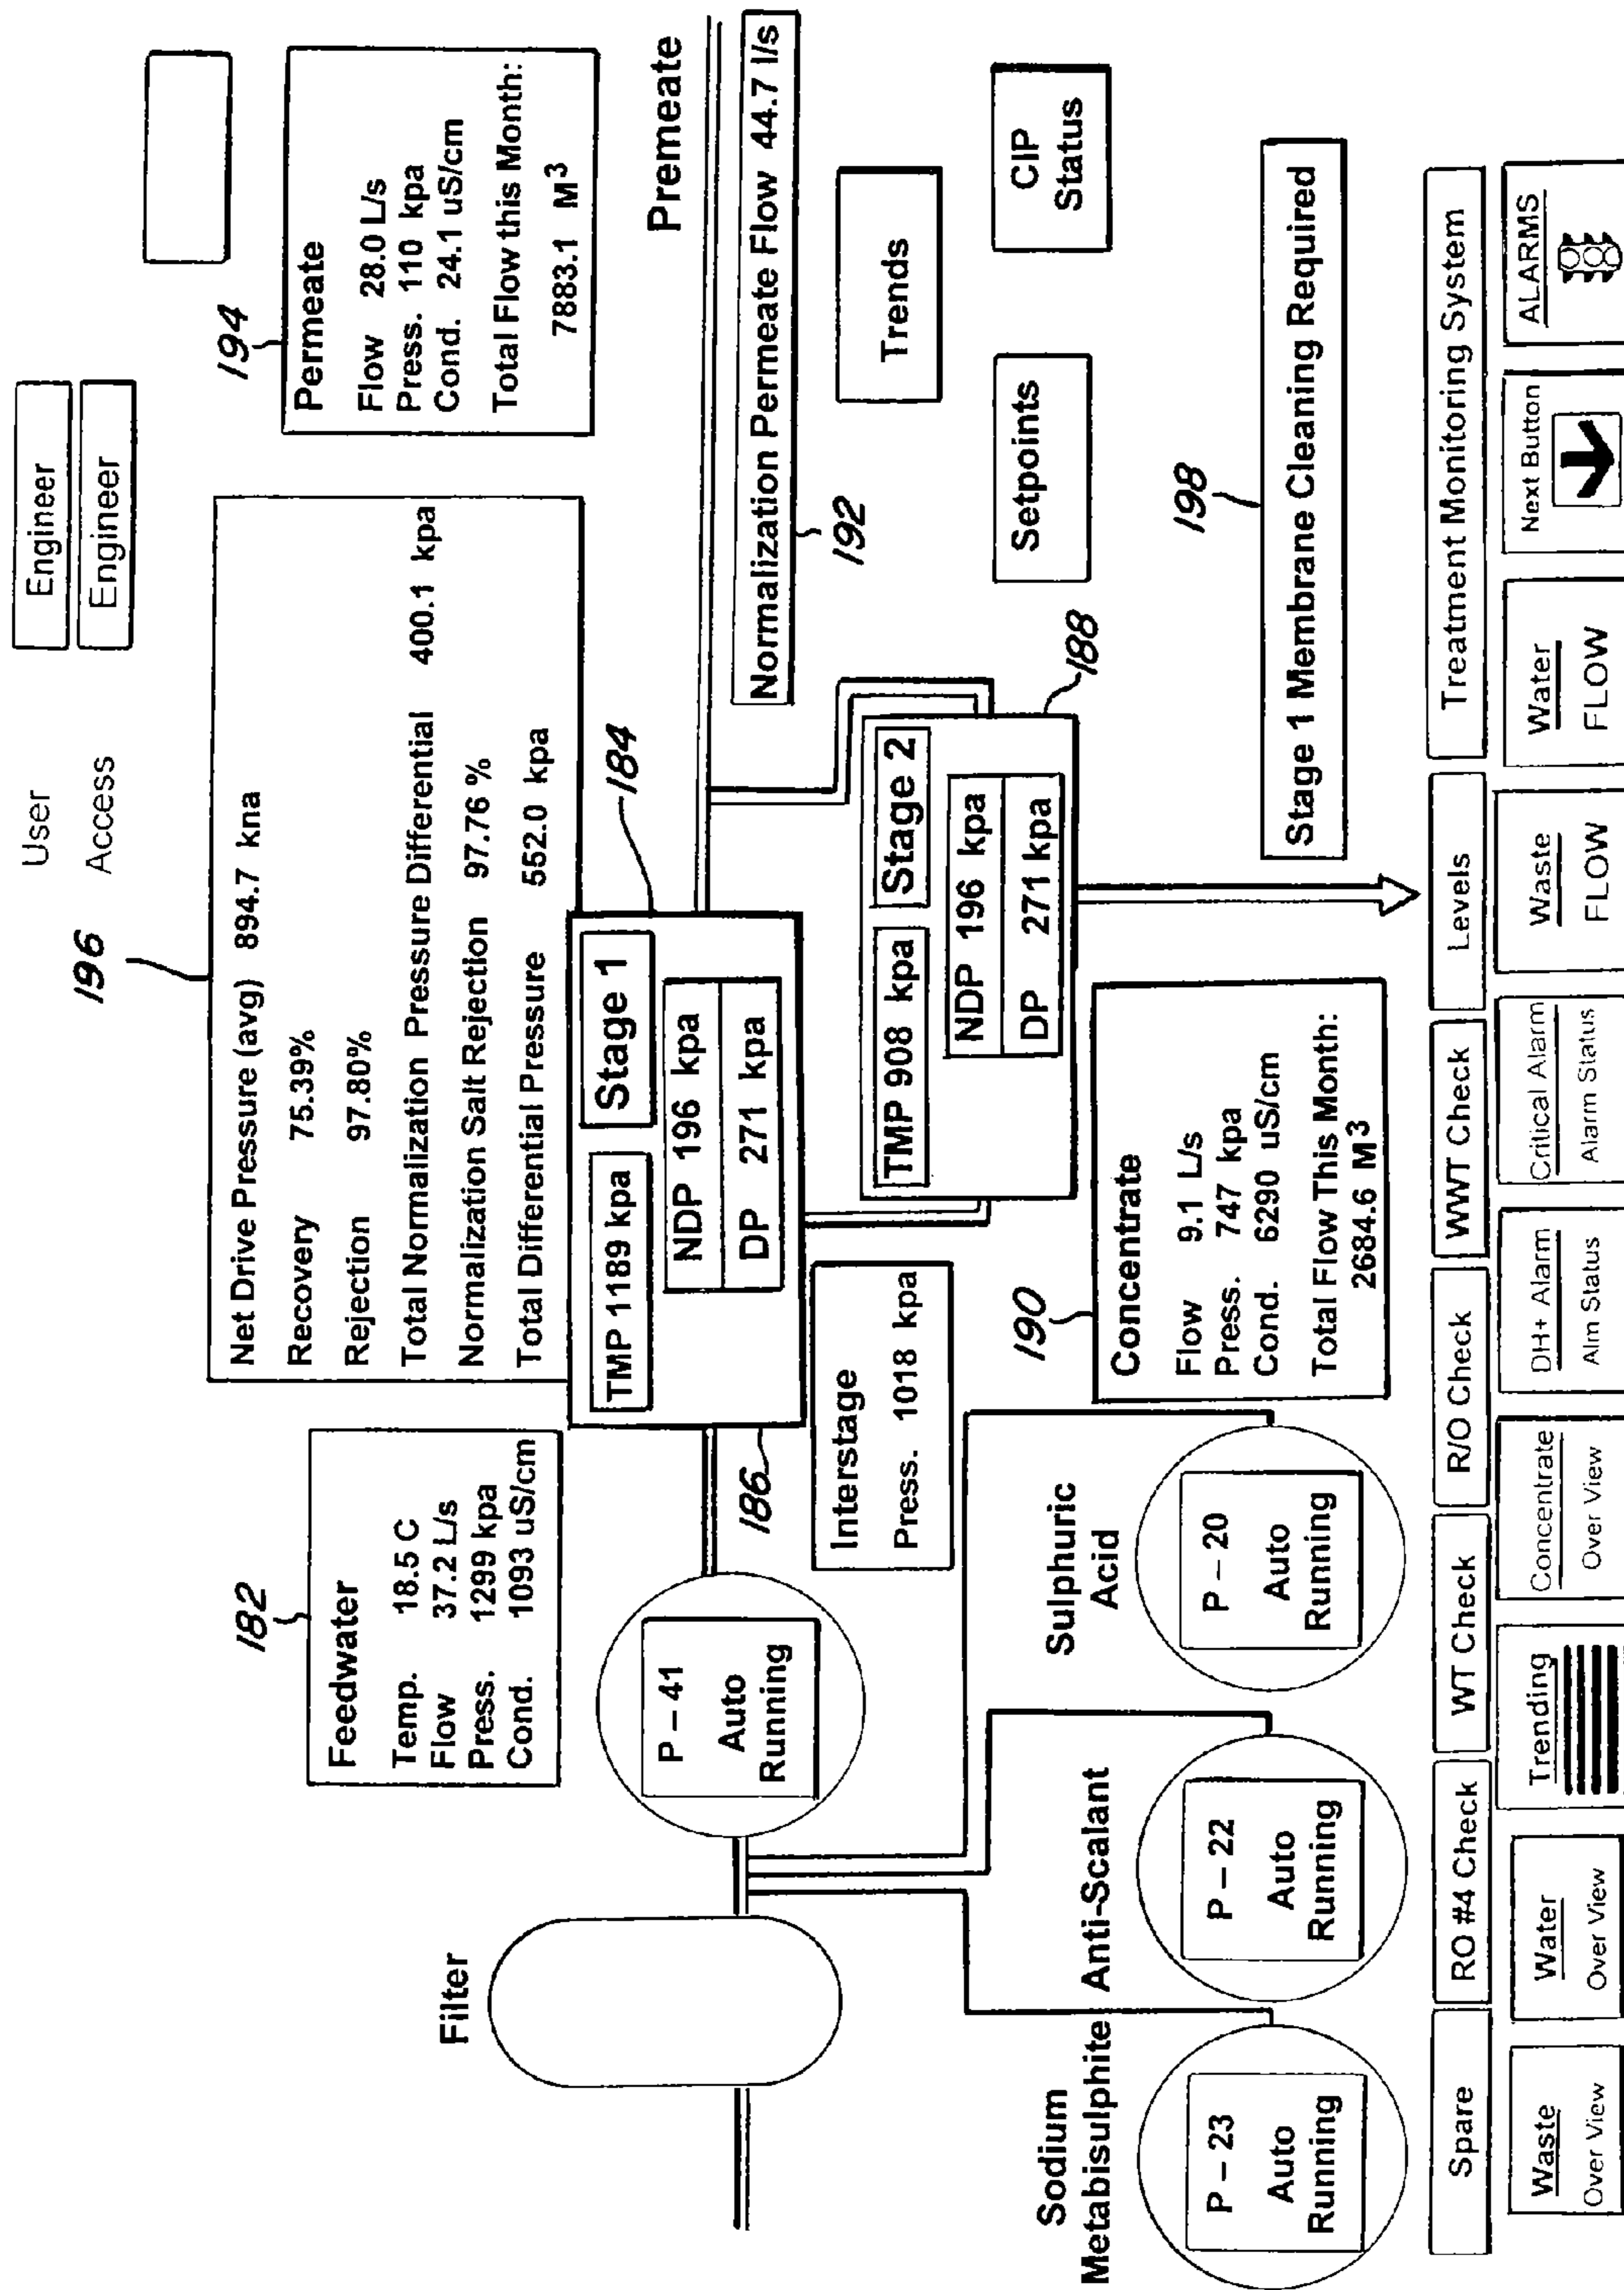 User
Engineer
Access
Engineer
196
Net Drive Pressure (avg) 894.7 kna
Recovery 75.39%
Rejection 97.80%
Total Normalization Pressure Differential 400.1 kpa
Normalization Salt Rejection 97.76 %
Total Differential Pressure 552.0 kpa
194
Permeate
Flow 28.0 L/s
Press. 110 kpa
Cond. 24.1 uS/cm
Total Flow this Month:
7883.1 M³
182
Feedwater
Temp. 18.5 C
Flow 37.2 L/s
Press. 1299 kpa
Cond. 1093 uS/cm
Filter
P – 41
Auto
Running
184
TMP 1189 kpa
Stage 1
NDP 196 kpa
DP 271 kpa
186
Premeate
Normalization Permeate Flow 44.7 l/s
192
Interstage
Press. 1018 kpa
TMP 908 kpa
Stage 2
NDP 196 kpa
DP 271 kpa
188
Trends
Setpoints
CIP
Status
190
Concentrate
Flow 9.1 L/s
Press. 747 kpa
Cond. 6290 uS/cm
Total Flow This Month:
2684.6 M³
198
Stage 1 Membrane Cleaning Required
Sodium
Metabisulphite
P – 23
Auto
Running
Anti-Scalant
P – 22
Auto
Running
Sulphuric
Acid
P – 20
Auto
Running
Spare
RO #4 Check
WT Check
R/O Check
WWT Check
Levels
Treatment Monitoring System
Waste
Over View
Water
Over View
Trending
Concentrate
Over View
DH+ Alarm
Alm Status
Critical Alarm
Alarm Status
Waste
FLOW
Water
FLOW
Next Button
ALARMS